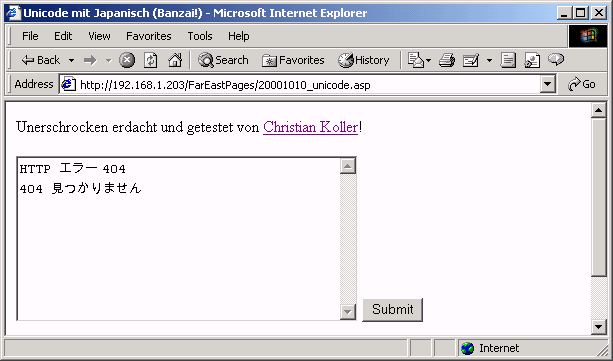 Unicode mit Japanisch (Banzai!) - Microsoft Internet Explorer
File Edit View Favorites Tools Help
Back Search Favorites History
Address http://192.168.1.203/FarEastPages/20001010_unicode.asp Go
Unerschrocken erdacht und getestet von Christian Koller!
HTTP エラー 404
404 見つかりません
Submit
Internet